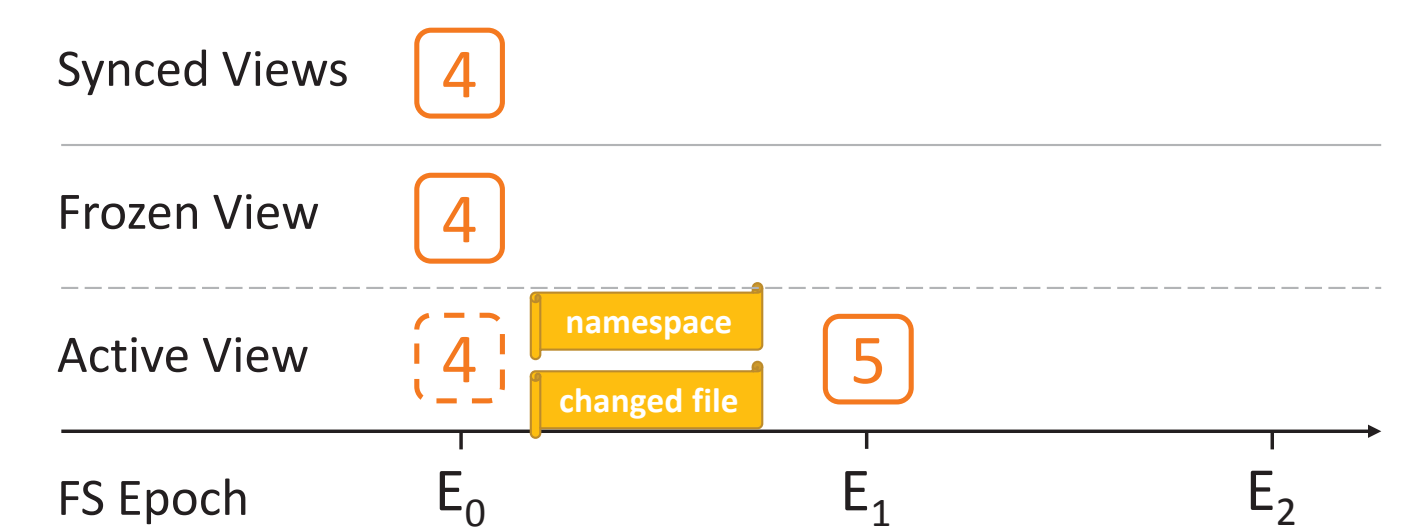 Synced Views 4
Frozen View 4
namespace
Active View 4 5
changed file
FS Epoch E₀ E₁ E₂